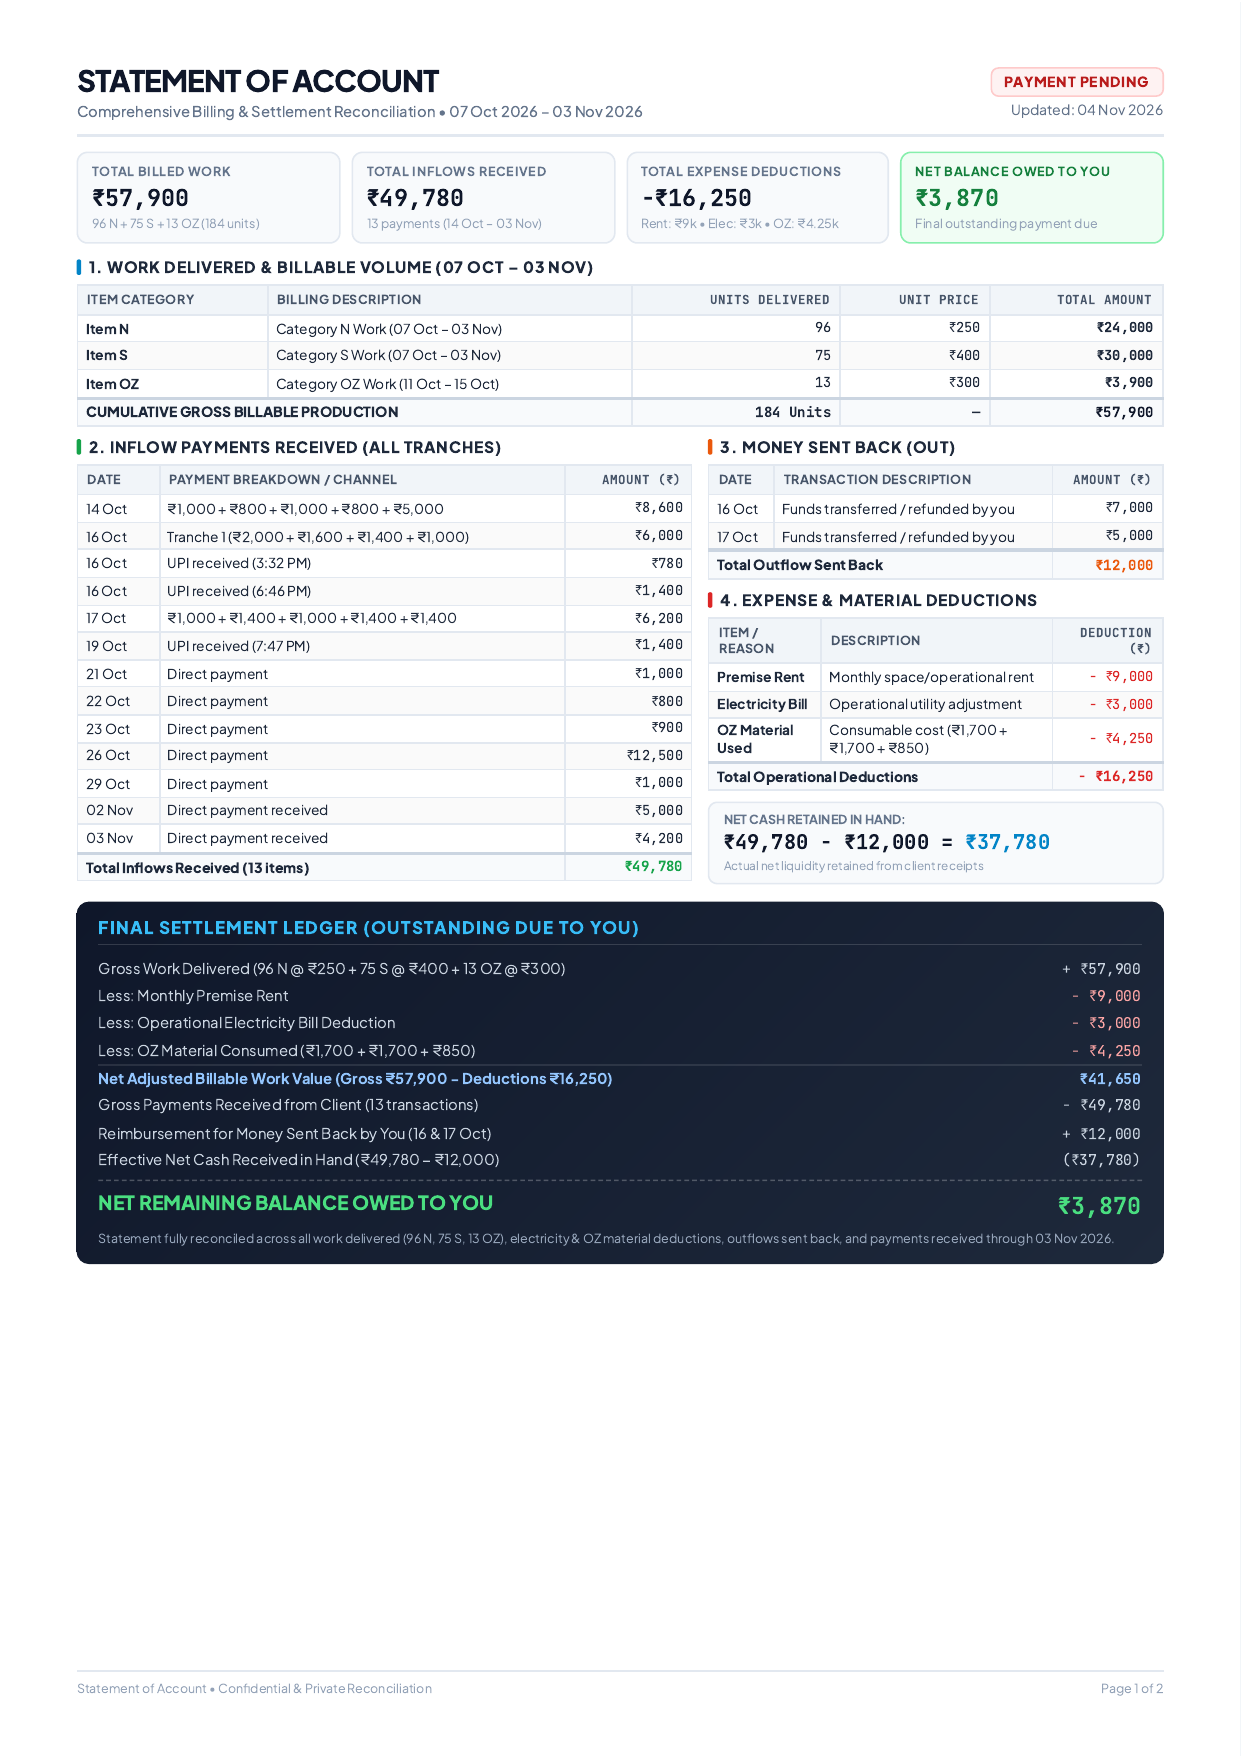 STATEMENT OF ACCOUNT
PAYMENT PENDING
Comprehensive Billing & Settlement Reconciliation • 07 Oct 2026 – 03 Nov 2026
Updated: 04 Nov 2026
TOTAL BILLED WORK
₹57,900
96 N + 75 S + 13 OZ (184 units)
TOTAL INFLOWS RECEIVED
₹49,780
13 payments (14 Oct – 03 Nov)
TOTAL EXPENSE DEDUCTIONS
-₹16,250
Rent: ₹9k • Elec: ₹3k • OZ: ₹4.25k
NET BALANCE OWED TO YOU
₹3,870
Final outstanding payment due
1. WORK DELIVERED & BILLABLE VOLUME (07 OCT – 03 NOV)
ITEM CATEGORY BILLING DESCRIPTION UNITS DELIVERED UNIT PRICE TOTAL AMOUNT
Item N Category N Work (07 Oct – 03 Nov) 96 ₹250 ₹24,000
Item S Category S Work (07 Oct – 03 Nov) 75 ₹400 ₹30,000
Item OZ Category OZ Work (11 Oct – 15 Oct) 13 ₹300 ₹3,900
CUMULATIVE GROSS BILLABLE PRODUCTION 184 Units – ₹57,900
2. INFLOW PAYMENTS RECEIVED (ALL TRANCHES)
DATE PAYMENT BREAKDOWN / CHANNEL AMOUNT (₹)
14 Oct ₹1,000 + ₹800 + ₹1,000 + ₹800 + ₹5,000 ₹8,600
16 Oct Tranche 1 (₹2,000 + ₹1,600 + ₹1,400 + ₹1,000) ₹6,000
16 Oct UPI received (3:32 PM) ₹780
16 Oct UPI received (6:46 PM) ₹1,400
17 Oct ₹1,000 + ₹1,400 + ₹1,000 + ₹1,400 + ₹1,400 ₹6,200
19 Oct UPI received (7:47 PM) ₹1,400
21 Oct Direct payment ₹1,000
22 Oct Direct payment ₹800
23 Oct Direct payment ₹900
26 Oct Direct payment ₹12,500
29 Oct Direct payment ₹1,000
02 Nov Direct payment received ₹5,000
03 Nov Direct payment received ₹4,200
Total Inflows Received (13 items) ₹49,780
3. MONEY SENT BACK (OUT)
DATE TRANSACTION DESCRIPTION AMOUNT (₹)
16 Oct Funds transferred / refunded by you ₹7,000
17 Oct Funds transferred / refunded by you ₹5,000
Total Outflow Sent Back ₹12,000
4. EXPENSE & MATERIAL DEDUCTIONS
ITEM / REASON DESCRIPTION DEDUCTION (₹)
Premise Rent Monthly space/operational rent - ₹9,000
Electricity Bill Operational utility adjustment - ₹3,000
OZ Material Used Consumable cost (₹1,700 + ₹1,700 + ₹850) - ₹4,250
Total Operational Deductions - ₹16,250
NET CASH RETAINED IN HAND:
₹49,780 - ₹12,000 = ₹37,780
Actual net liquidity retained from client receipts
FINAL SETTLEMENT LEDGER (OUTSTANDING DUE TO YOU)
Gross Work Delivered (96 N @ ₹250 + 75 S @ ₹400 + 13 OZ @ ₹300) + ₹57,900
Less: Monthly Premise Rent - ₹9,000
Less: Operational Electricity Bill Deduction - ₹3,000
Less: OZ Material Consumed (₹1,700 + ₹1,700 + ₹850) - ₹4,250
Net Adjusted Billable Work Value (Gross ₹57,900 - Deductions ₹16,250) ₹41,650
Gross Payments Received from Client (13 transactions) - ₹49,780
Reimbursement for Money Sent Back by You (16 & 17 Oct) + ₹12,000
Effective Net Cash Received in Hand (₹49,780 – ₹12,000) (₹37,780)
NET REMAINING BALANCE OWED TO YOU ₹3,870
Statement fully reconciled across all work delivered (96 N, 75 S, 13 OZ), electricity & OZ material deductions, outflows sent back, and payments received through 03 Nov 2026.
Statement of Account • Confidential & Private Reconciliation
Page 1 of 2